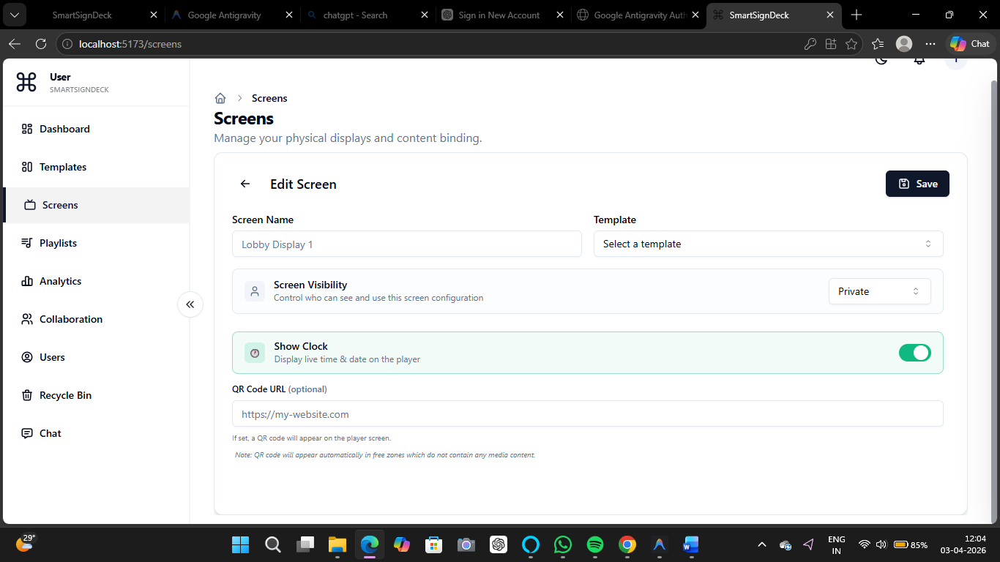 SmartSignDeck
Google Antigravity
chatgpt - Search
Sign in New Account
Google Antigravity Auth
SmartSignDeck
localhost:5173/screens
Chat
User
SMARTSIGNDECK
Dashboard
Templates
Screens
Playlists
Analytics
Collaboration
Users
Recycle Bin
Chat
Screens
Screens
Manage your physical displays and content binding.
Edit Screen
Save
Screen Name
Template
Lobby Display 1
Select a template
Screen Visibility
Control who can see and use this screen configuration
Private
Show Clock
Display live time & date on the player
QR Code URL (optional)
https://my-website.com
If set, a QR code will appear on the player screen.
Note: QR code will appear automatically in free zones which do not contain any media content.
29°
ENG
IN
85%
12:04
03-04-2026